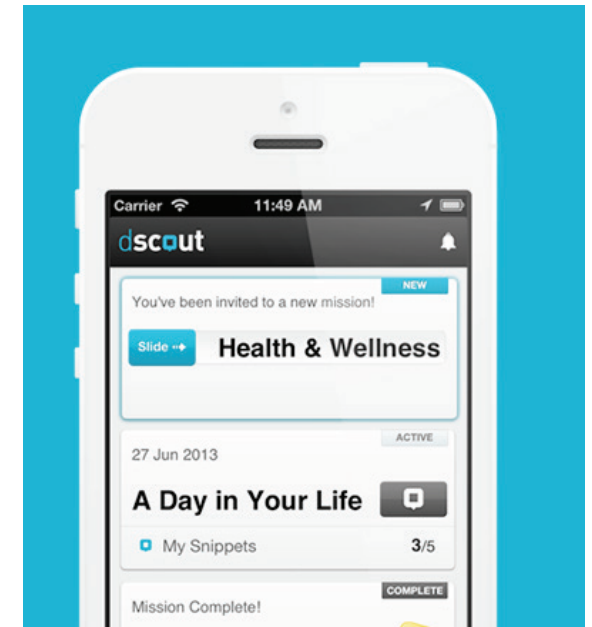 Carrier 11:49 AM
dscout
NEW
You've been invited to a new mission!
Slide Health & Wellness
ACTIVE
27 Jun 2013
A Day in Your Life
My Snippets 3/5
COMPLETE
Mission Complete!